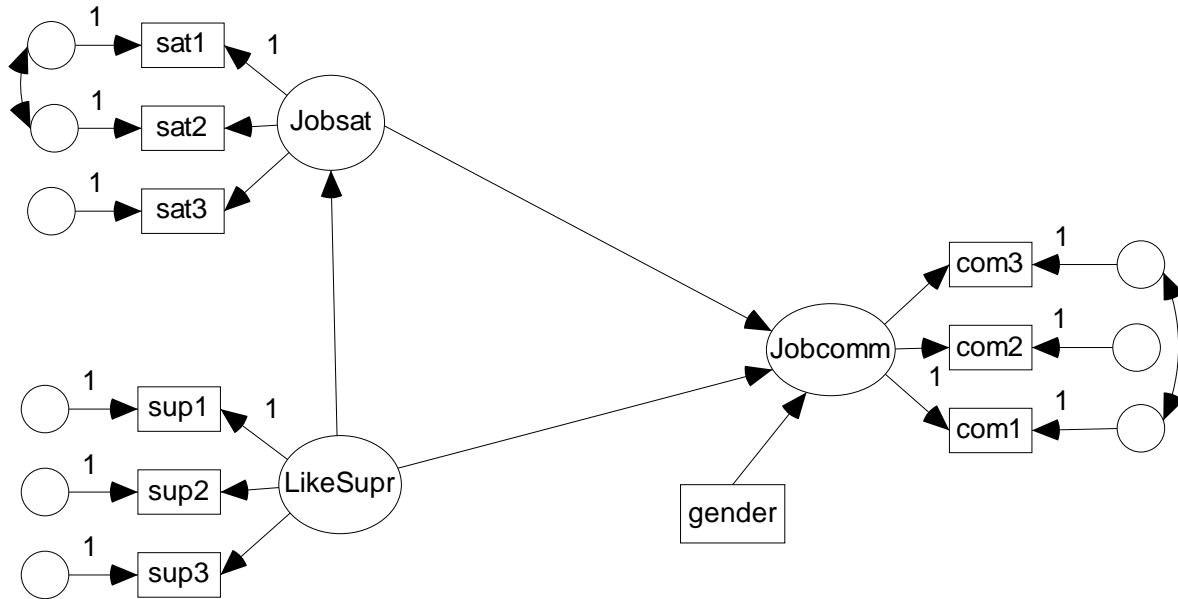 1 sat1 1
1 sat2
1 sat3
Jobsat
1 com3
1 com2
1 com1 1
Jobcomm
1 sup1 1
1 sup2
1 sup3
LikeSupr
gender